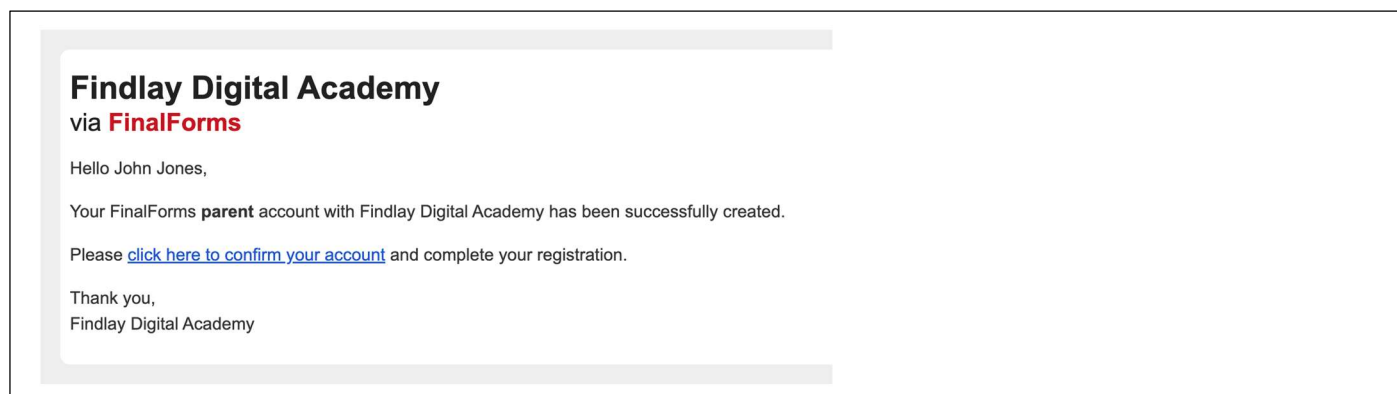 Findlay Digital Academy
via FinalForms
Hello John Jones,
Your FinalForms parent account with Findlay Digital Academy has been successfully created.
Please click here to confirm your account and complete your registration.
Thank you,
Findlay Digital Academy